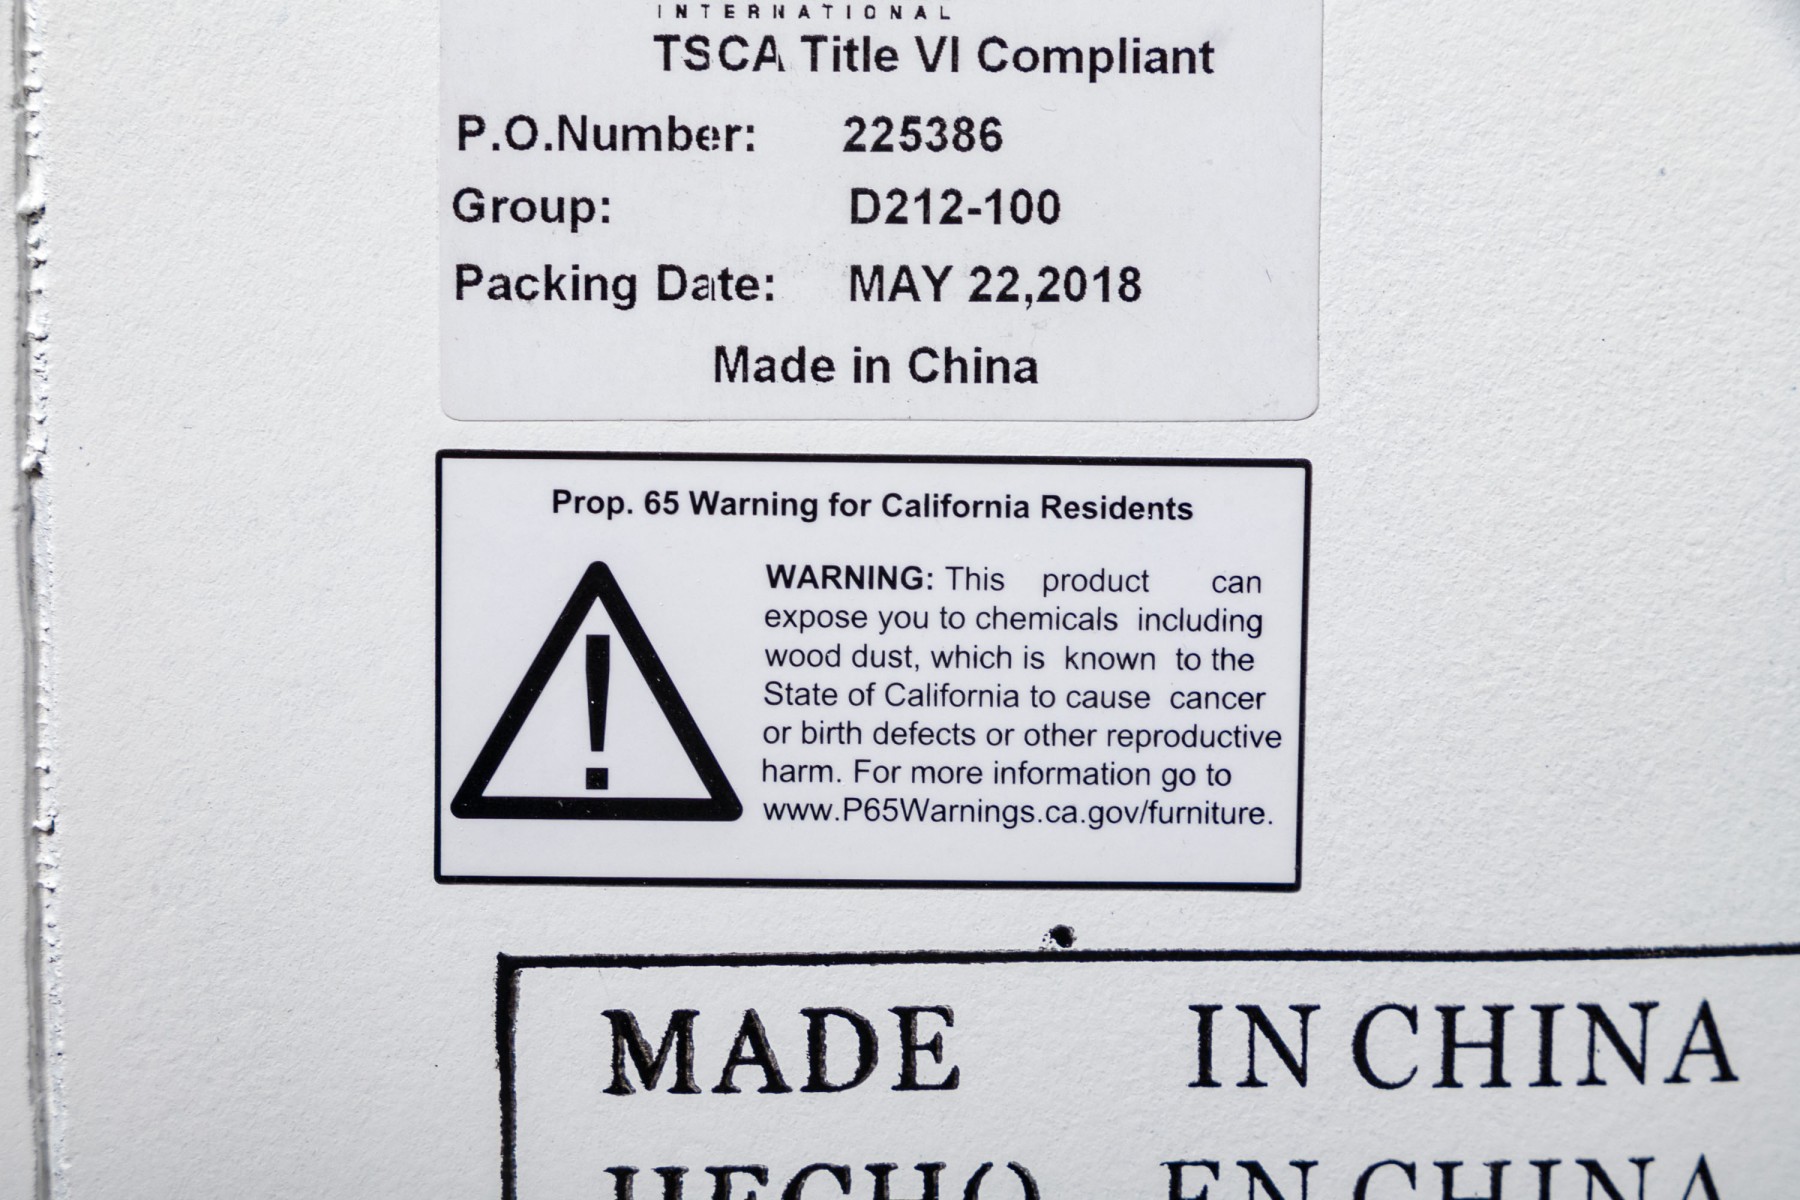 INTERNATIONAL
TSCA Title VI Compliant
P.O.Number: 225386
Group: D212-100
Packing Date: MAY 22,2018
Made in China
Prop. 65 Warning for California Residents
WARNING: This product can
expose you to chemicals including
wood dust, which is known to the
State of California to cause cancer
or birth defects or other reproductive
harm. For more information go to
www.P65Warnings.ca.gov/furniture.
MADE IN CHINA
HECHO EN CHINA